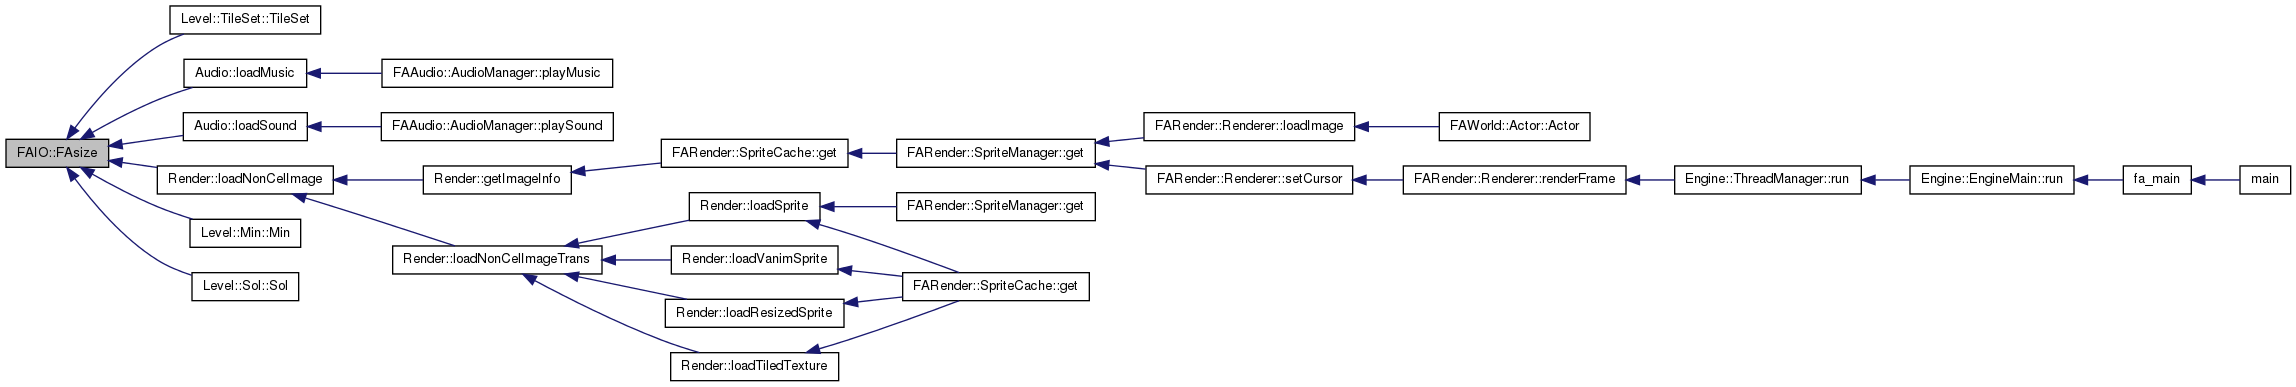 Level::TileSet::TileSet
Audio::loadMusic
FAAudio::AudioManager::playMusic
Audio::loadSound
FAAudio::AudioManager::playSound
FARender::Renderer::loadImage
FAWorld::Actor::Actor
FAIO::FAsize
FARender::SpriteCache::get
FARender::SpriteManager::get
Render::loadNonCellImage
Render::getImageInfo
FARender::Renderer::setCursor
FARender::Renderer::renderFrame
Engine::ThreadManager::run
Engine::EngineMain::run
fa_main
main
Render::loadSprite
FARender::SpriteManager::get
Level::Min::Min
Render::loadNonCellImageTrans
Render::loadVanimSprite
Level::Sol::Sol
FARender::SpriteCache::get
Render::loadResizedSprite
Render::loadTiledTexture